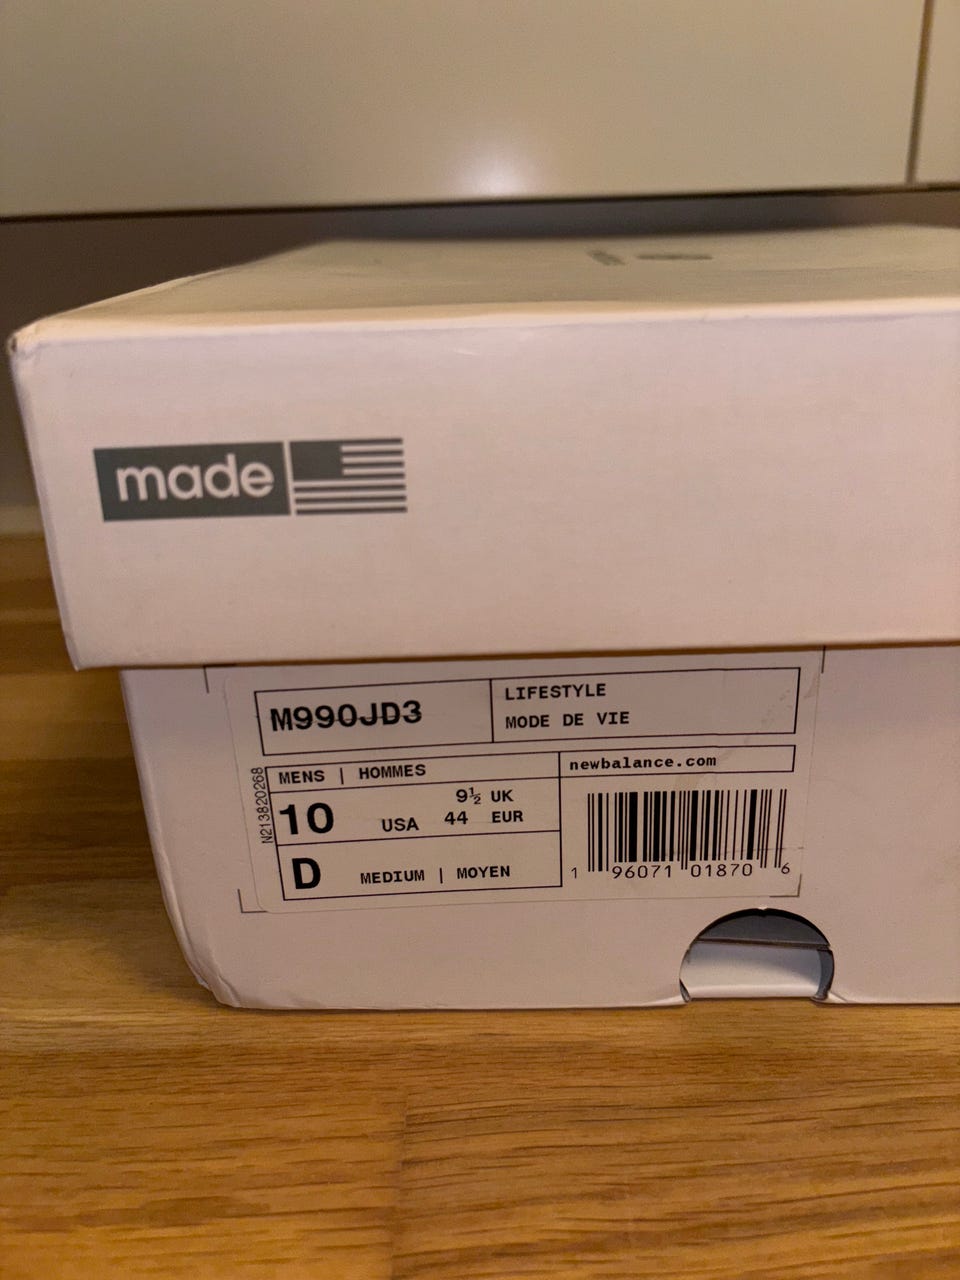 made
M990JD3
LIFESTYLE
MODE DE VIE
MENS | HOMMES
newbalance.com
10 USA
9½ UK
44 EUR
D MEDIUM | MOYEN
N213820268
1 96071 01870 6